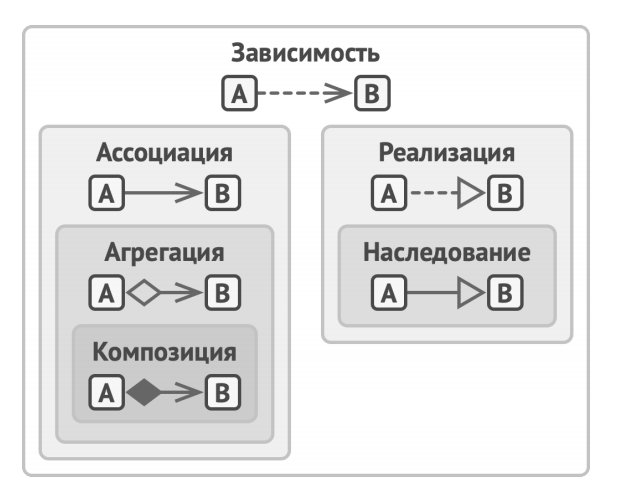 Зависимость
A B
Ассоциация
A B
Агрегация
A B
Композиция
A B
Реализация
A B
Наследование
A B